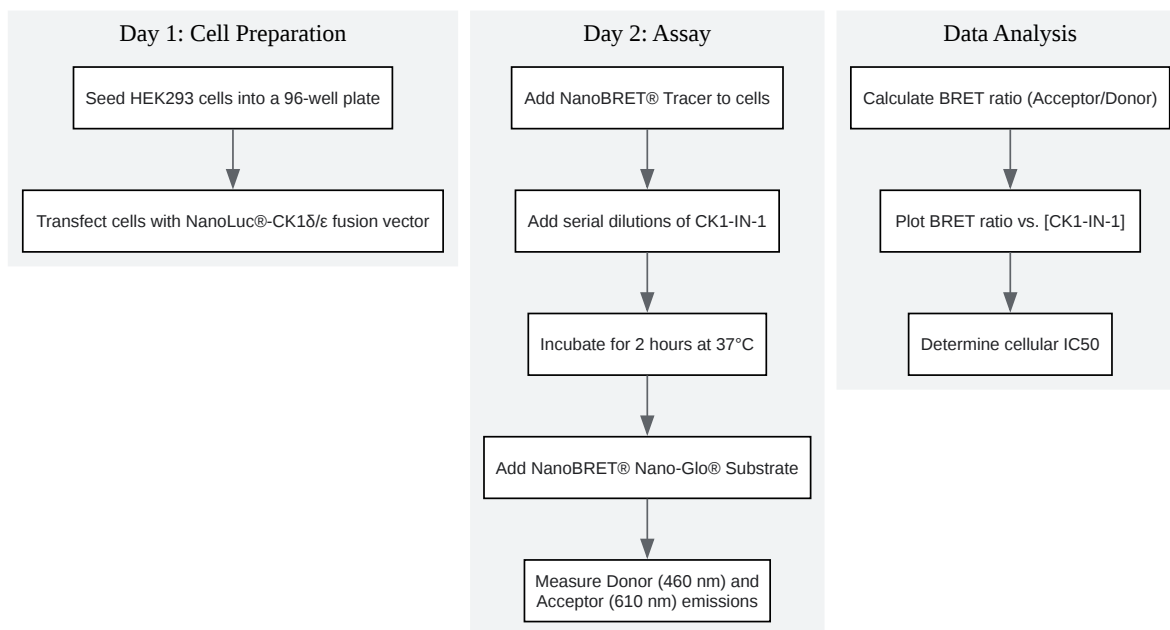 Day 1: Cell Preparation
Seed HEK293 cells into a 96-well plate
Transfect cells with NanoLuc®-CK1δ/ε fusion vector
Day 2: Assay
Add NanoBRET® Tracer to cells
Add serial dilutions of CK1-IN-1
Incubate for 2 hours at 37°C
Add NanoBRET® Nano-Glo® Substrate
Measure Donor (460 nm) and
Acceptor (610 nm) emissions
Data Analysis
Calculate BRET ratio (Acceptor/Donor)
Plot BRET ratio vs. [CK1-IN-1]
Determine cellular IC50